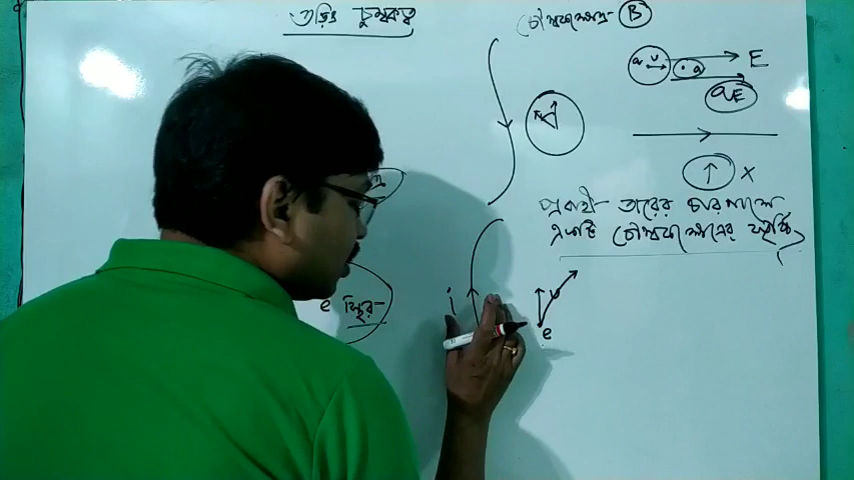 তড়িৎ চুম্বকত্ব
চৌম্বকক্ষেত্র- B
v
E
qE
x
প্রবাহী- তারের চারপাশে
একটি চৌম্বকক্ষেত্রের সৃষ্টি
e স্থির-
i
v
e